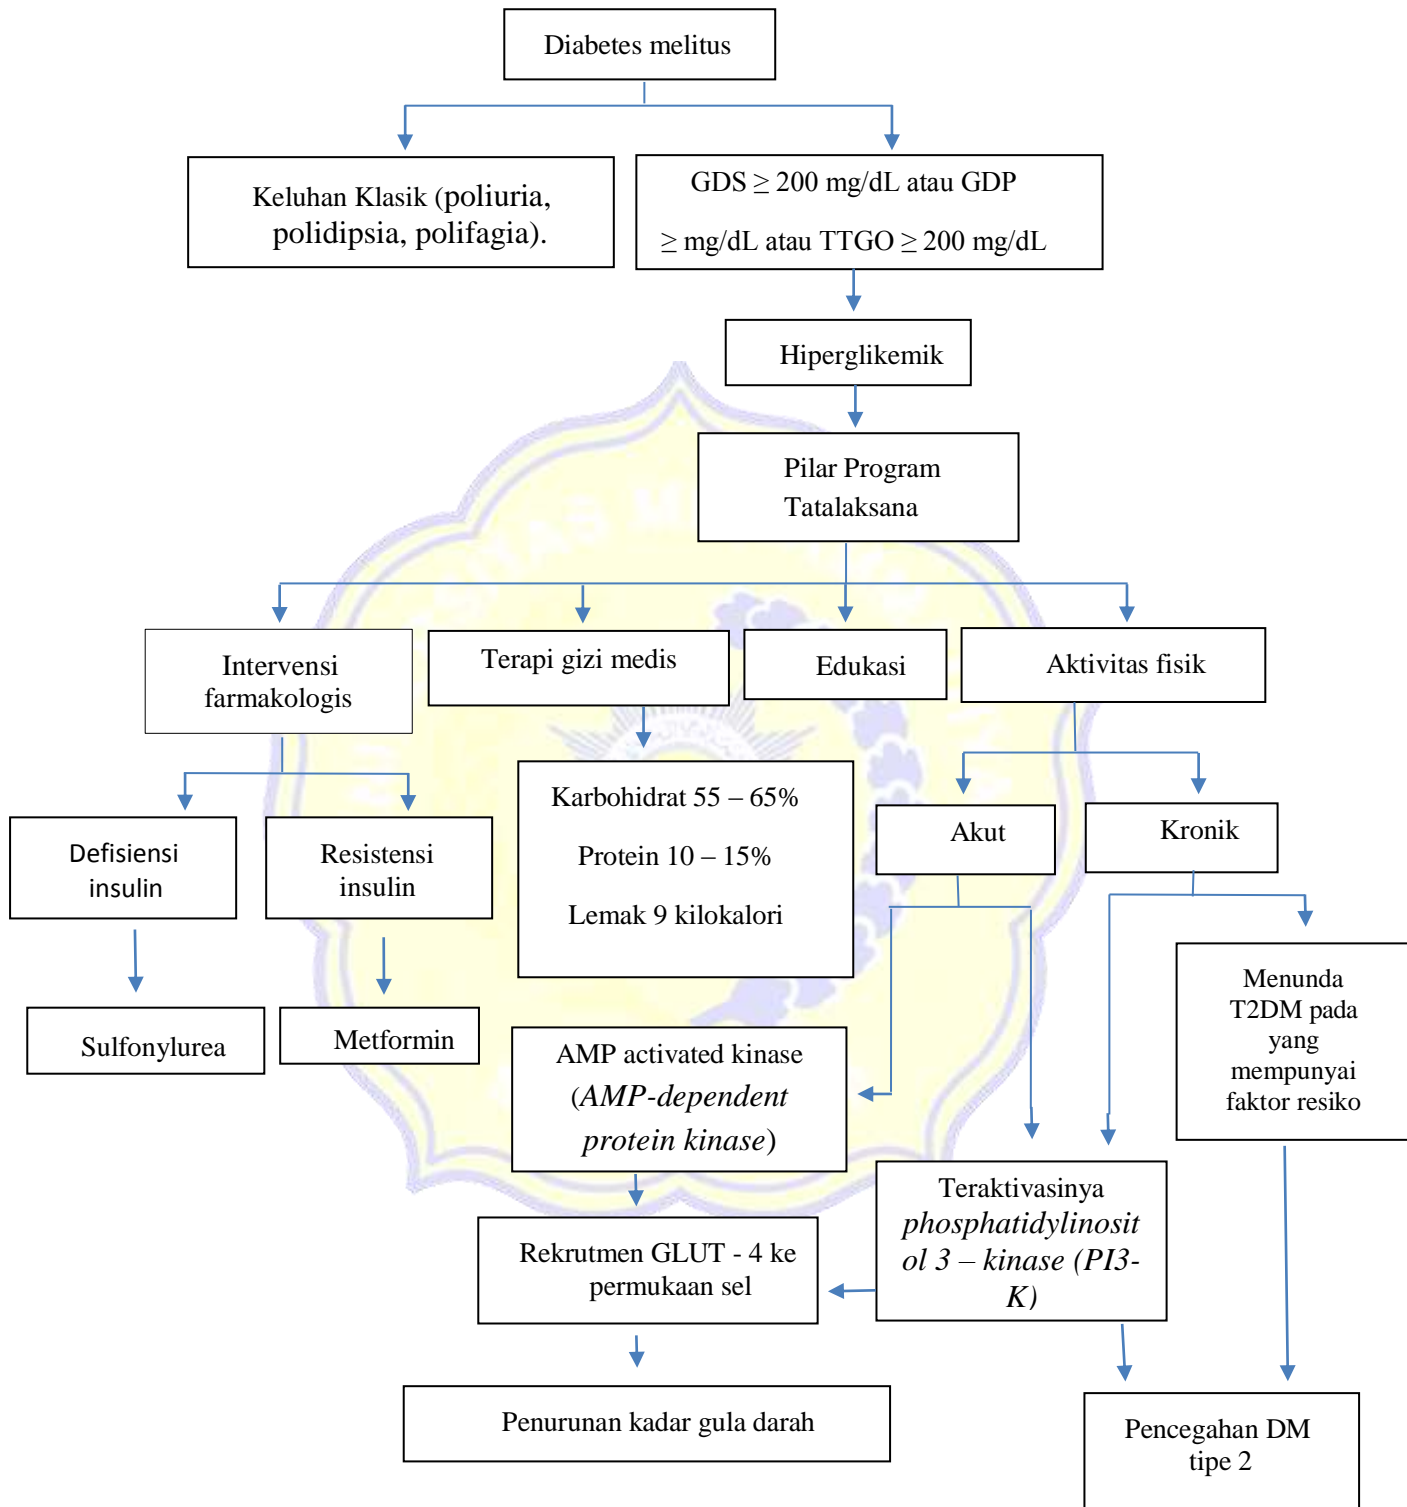 Diabetes melitus
Keluhan Klasik (poliuria,
polidipsia, polifagia).
GDS ≥ 200 mg/dL atau GDP
≥ mg/dL atau TTGO ≥ 200 mg/dL
Hiperglikemik
Pilar Program
Tatalaksana
Intervensi
farmakologis
Terapi gizi medis
Edukasi
Aktivitas fisik
Defisiensi
insulin
Resistensi
insulin
Karbohidrat 55 – 65%
Protein 10 – 15%
Lemak 9 kilokalori
Akut
Kronik
Sulfonylurea
Metformin
AMP activated kinase
(AMP-dependent
protein kinase)
Menunda
T2DM pada
yang
mempunyai
faktor resiko
Rekrutmen GLUT - 4 ke
permukaan sel
Teraktivasinya
phosphatidylinosit
ol 3 – kinase (PI3-
K)
Penurunan kadar gula darah
Pencegahan DM
tipe 2